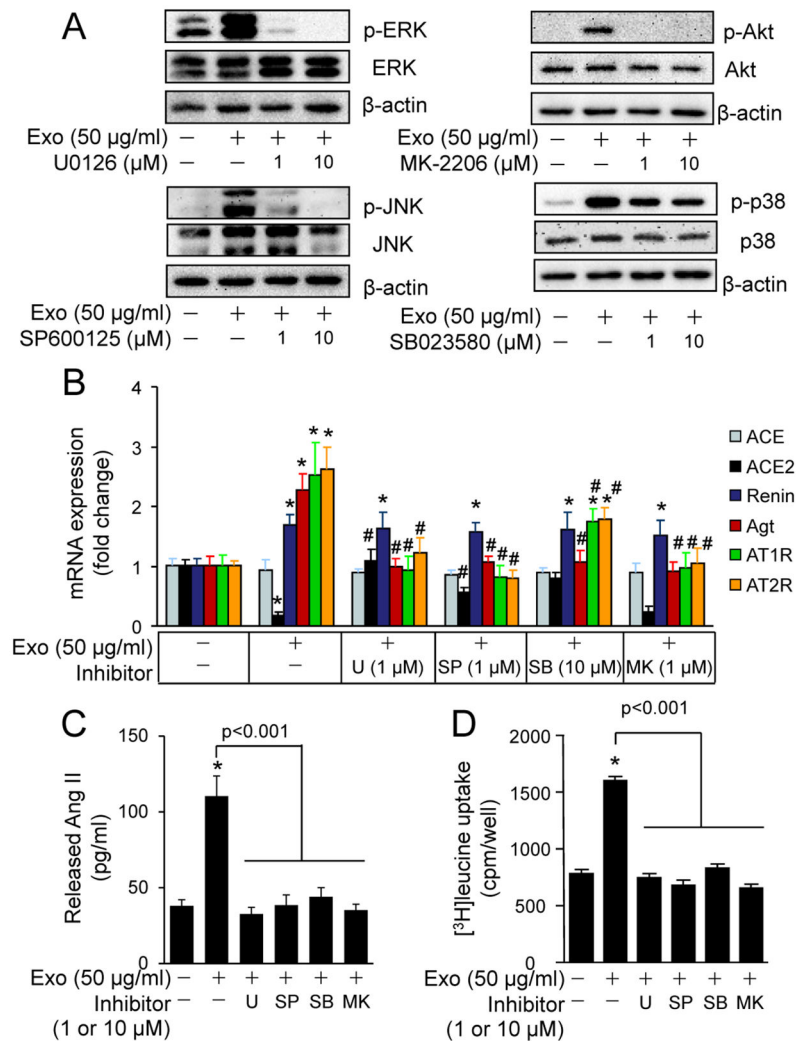 A
p-ERK
ERK
β-actin
Exo (50 µg/ml) − + + +
U0126 (µM) − − 1 10
p-Akt
Akt
β-actin
Exo (50 µg/ml) − + + +
MK-2206 (µM) − − 1 10
p-JNK
JNK
β-actin
Exo (50 µg/ml) − + + +
SP600125 (µM) − − 1 10
p-p38
p38
β-actin
Exo (50 µg/ml) − + + +
SB023580 (µM) − − 1 10
B
mRNA expression
(fold change)
4
3
2
1
0
* * * * *
# * # # #
# * # # #
* # # * # *
* # # #
ACE
ACE2
Renin
Agt
AT1R
AT2R
Exo (50 µg/ml) − + + + + +
Inhibitor − − U (1 µM) SP (1 µM) SB (10 µM) MK (1 µM)
C
p<0.001
Released Ang II
(pg/ml)
150
100
50
0
*
Exo (50 µg/ml) − + + + + +
Inhibitor − − U SP SB MK
(1 or 10 µM)
D
p<0.001
[³H]leucine uptake
(cpm/well)
2000
1500
1000
500
0
*
Exo (50 µg/ml) − + + + + +
Inhibitor − − U SP SB MK
(1 or 10 µM)